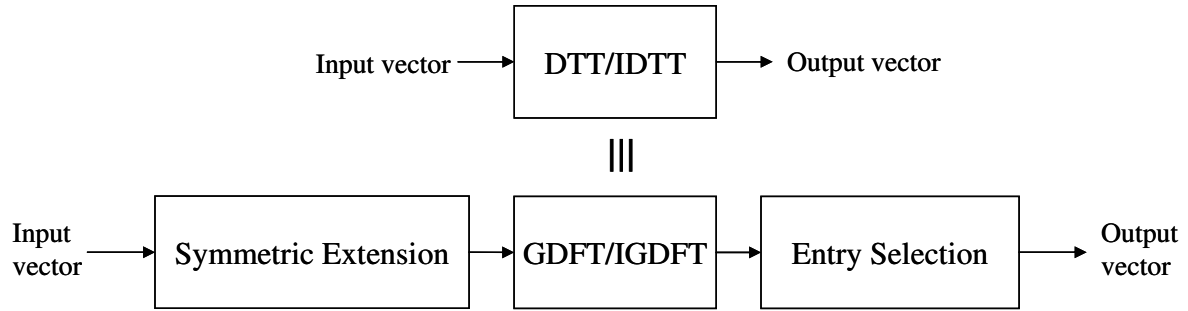 Input vector
DTT/IDTT
Output vector
Input
vector
Symmetric Extension
GDFT/IGDFT
Entry Selection
Output
vector